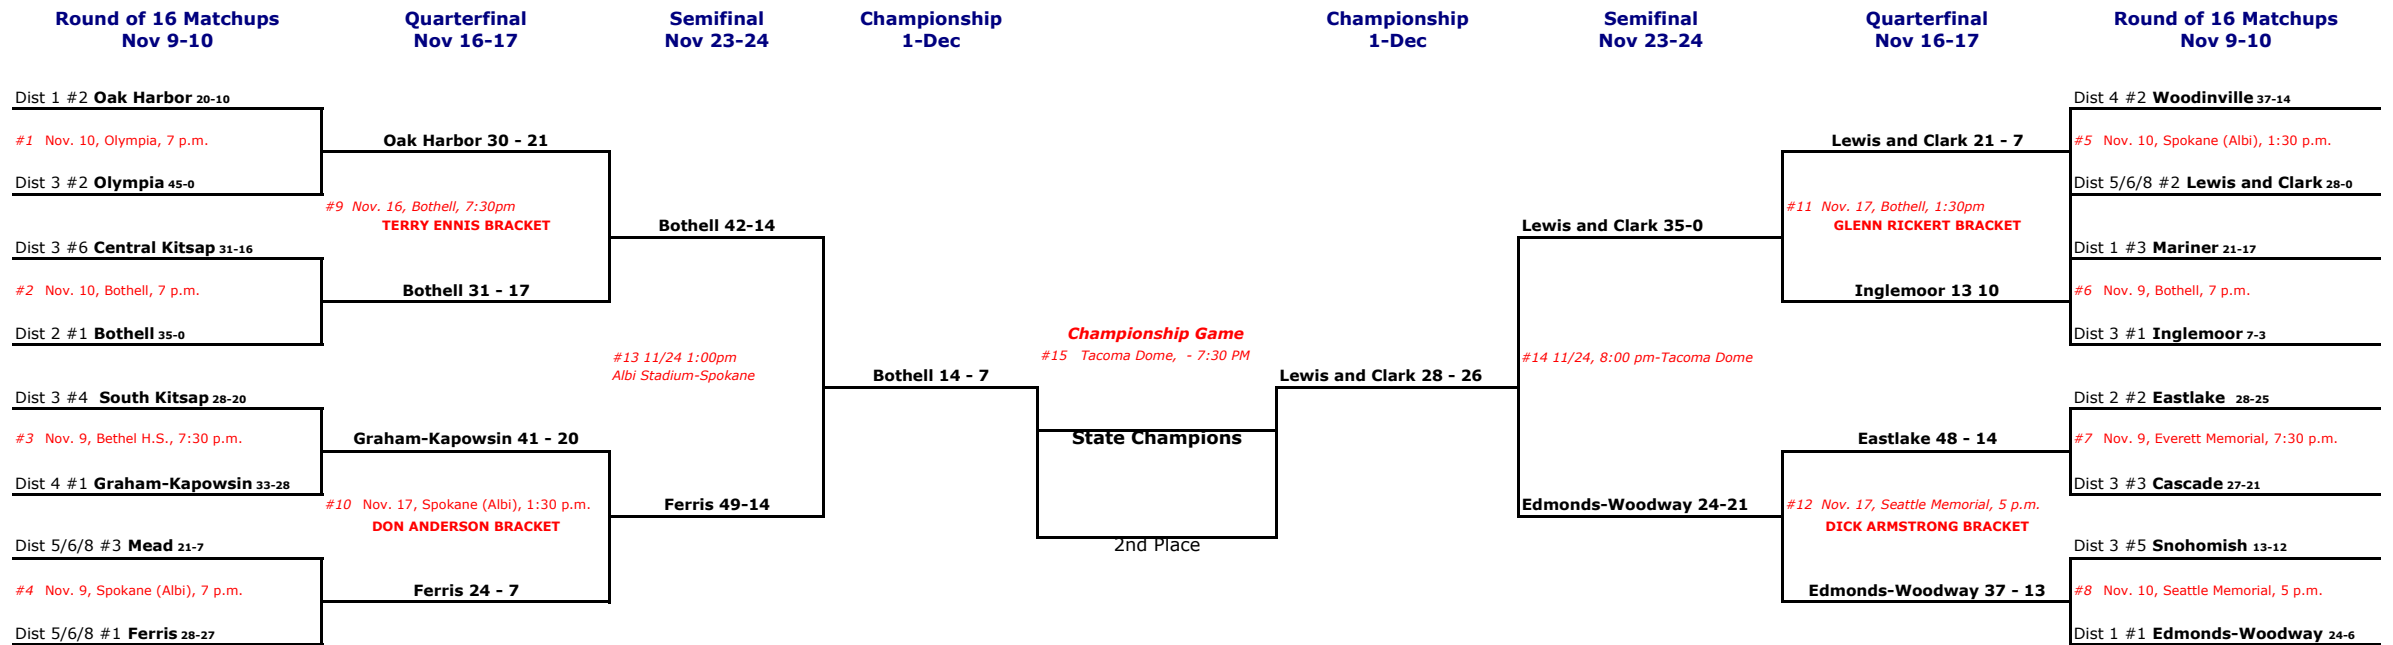 Round of 16 Matchups
Nov 9-10
Quarterfinal
Nov 16-17
Semifinal
Nov 23-24
Championship
1-Dec
Championship
1-Dec
Semifinal
Nov 23-24
Quarterfinal
Nov 16-17
Round of 16 Matchups
Nov 9-10
Dist 1 #2 Oak Harbor 20-10
#1 Nov. 10, Olympia, 7 p.m.
Dist 3 #2 Olympia 45-0
Dist 3 #6 Central Kitsap 31-16
#2 Nov. 10, Bothell, 7 p.m.
Dist 2 #1 Bothell 35-0
Dist 3 #4 South Kitsap 28-20
#3 Nov. 9, Bethel H.S., 7:30 p.m.
Dist 4 #1 Graham-Kapowsin 33-28
Dist 5/6/8 #3 Mead 21-7
#4 Nov. 9, Spokane (Albi), 7 p.m.
Dist 5/6/8 #1 Ferris 28-27
Oak Harbor 30 - 21
#9 Nov. 16, Bothell, 7:30pm
TERRY ENNIS BRACKET
Bothell 31 - 17
Graham-Kapowsin 41 - 20
#10 Nov. 17, Spokane (Albi), 1:30 p.m.
DON ANDERSON BRACKET
Ferris 24 - 7
Bothell 42-14
#13 11/24 1:00pm
Albi Stadium-Spokane
Ferris 49-14
Bothell 14 - 7
Championship Game
#15 Tacoma Dome, - 7:30 PM
State Champions
2nd Place
Lewis and Clark 28 - 26
Lewis and Clark 35-0
#14 11/24, 8:00 pm-Tacoma Dome
Edmonds-Woodway 24-21
Lewis and Clark 21 - 7
#11 Nov. 17, Bothell, 1:30pm
GLENN RICKERT BRACKET
Inglemoor 13 10
Eastlake 48 - 14
#12 Nov. 17, Seattle Memorial, 5 p.m.
DICK ARMSTRONG BRACKET
Edmonds-Woodway 37 - 13
Dist 4 #2 Woodinville 37-14
#5 Nov. 10, Spokane (Albi), 1:30 p.m.
Dist 5/6/8 #2 Lewis and Clark 28-0
Dist 1 #3 Mariner 21-17
#6 Nov. 9, Bothell, 7 p.m.
Dist 3 #1 Inglemoor 7-3
Dist 2 #2 Eastlake 28-25
#7 Nov. 9, Everett Memorial, 7:30 p.m.
Dist 3 #3 Cascade 27-21
Dist 3 #5 Snohomish 13-12
#8 Nov. 10, Seattle Memorial, 5 p.m.
Dist 1 #1 Edmonds-Woodway 24-6